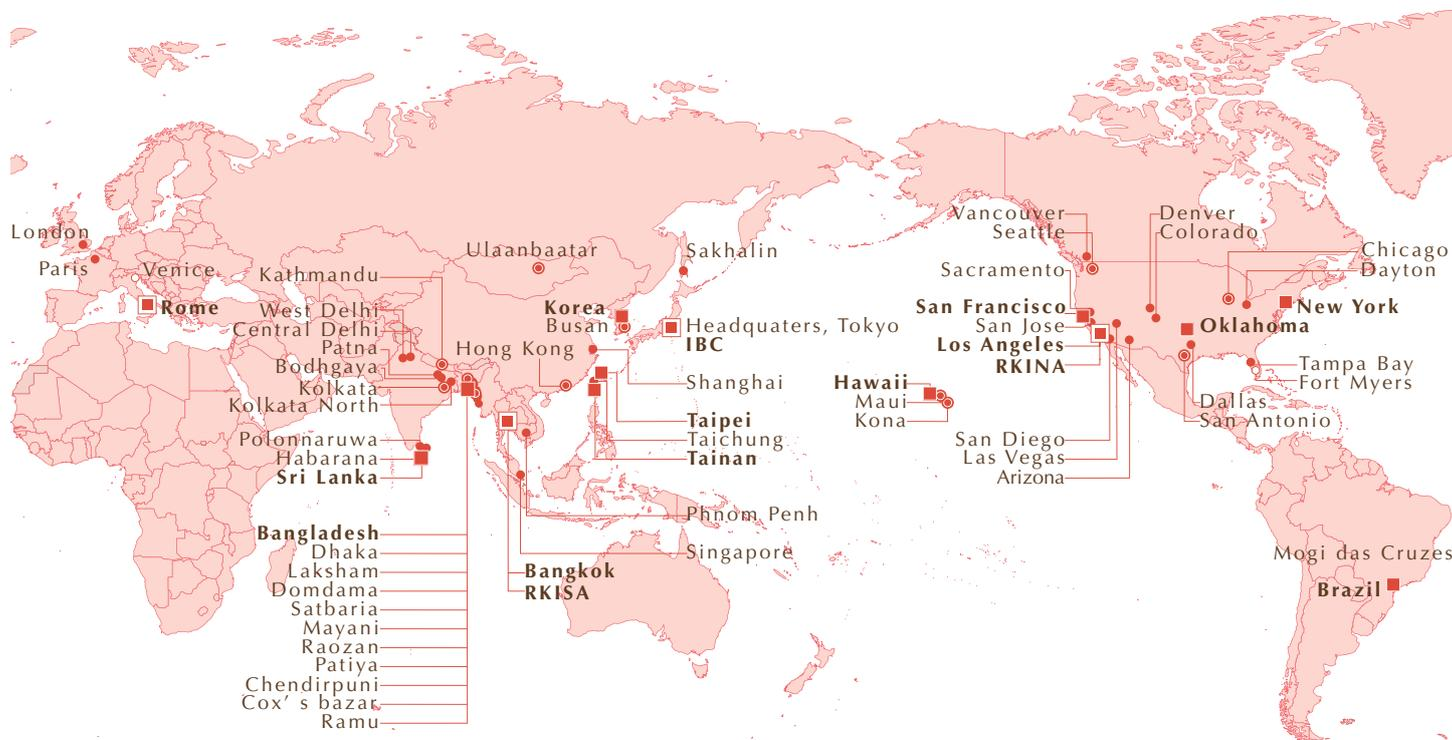 London
Paris
Venice
Rome
Kathmandu
West Delhi
Central Delhi
Patna
Bodhgaya
Kolkata
Kolkata North
Polonnaruwa
Habarana
Sri Lanka
Bangladesh
Dhaka
Laksham
Domdama
Satbaria
Mayani
Raozan
Patiya
Chendirpuni
Cox’ s bazar
Ramu
Ulaanbaatar
Sakhalin
Korea
Busan
Hong Kong
Headquaters, Tokyo
IBC
Shanghai
Taipei
Taichung
Tainan
Phnom Penh
Singapore
Bangkok
RKISA
Hawaii
Maui
Kona
Vancouver
Seattle
Sacramento
San Francisco
San Jose
Los Angeles
RKINA
San Diego
Las Vegas
Arizona
Denver
Colorado
Chicago
Dayton
New York
Oklahoma
Tampa Bay
Fort Myers
Dallas
San Antonio
Mogi das Cruzes
Brazil